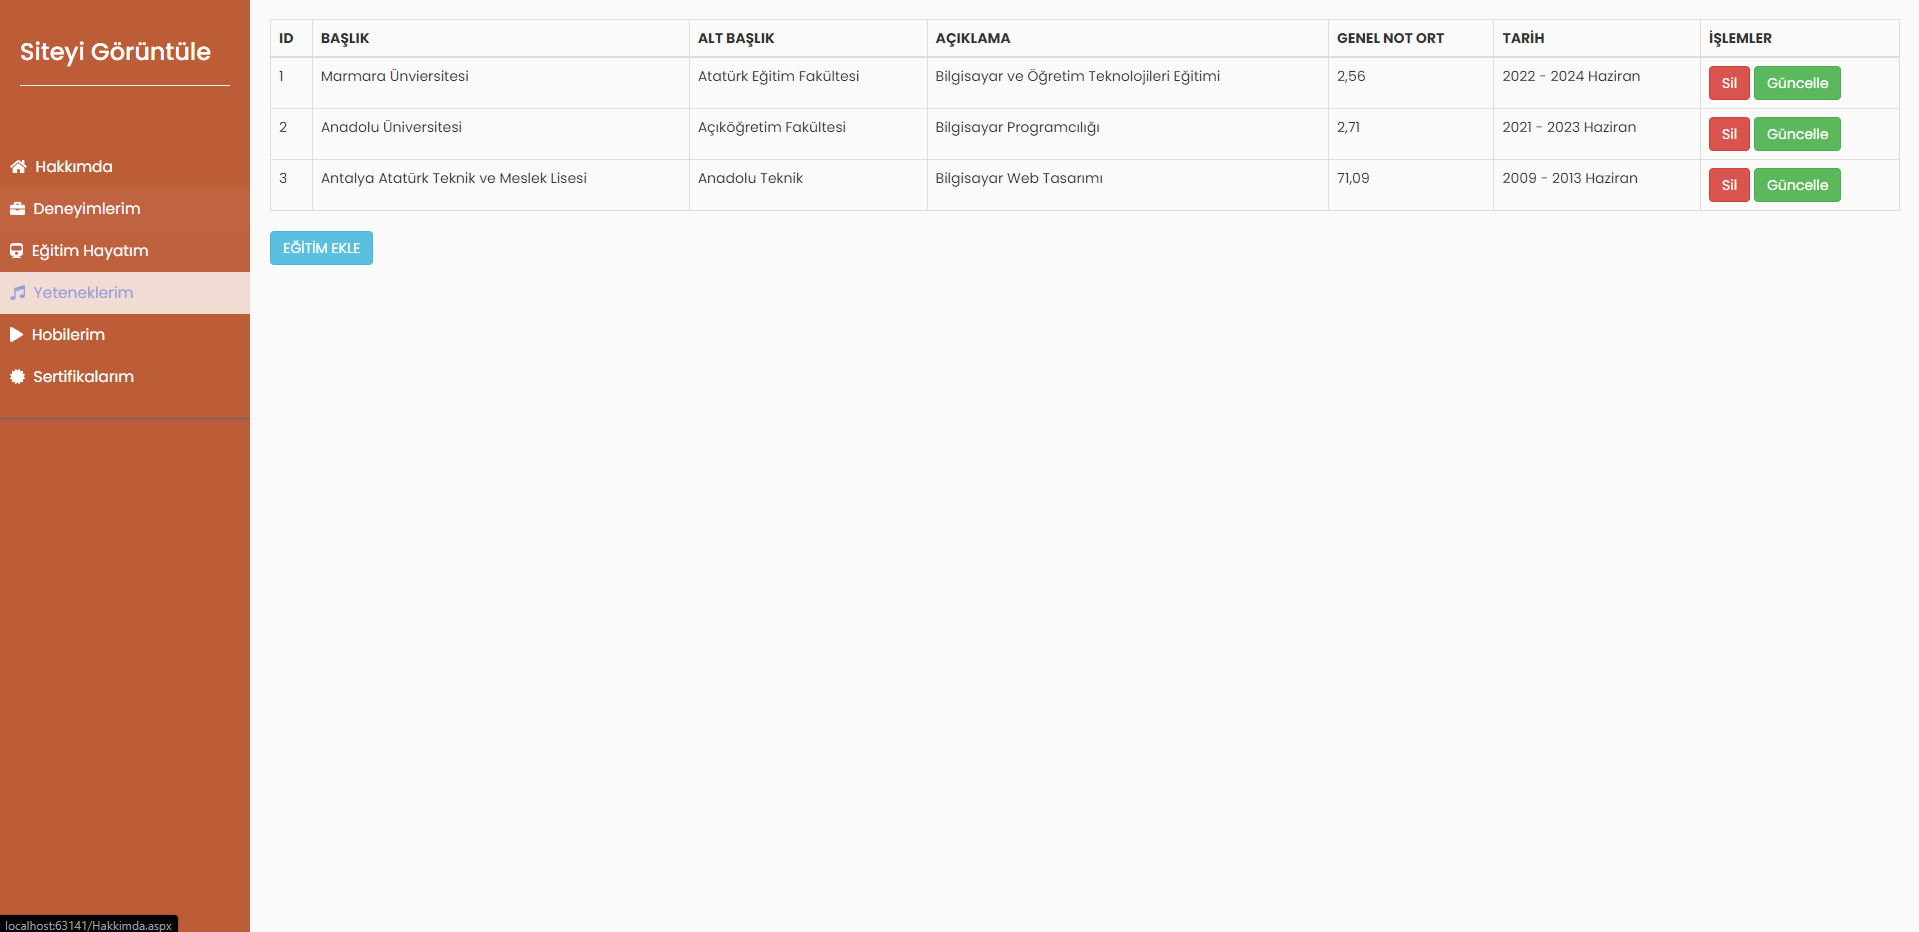 Siteyi Görüntüle
Hakkımda
Deneyimlerim
Eğitim Hayatım
Yeteneklerim
Hobilerim
Sertifikalarım
ID BAŞLIK ALT BAŞLIK AÇIKLAMA GENEL NOT ORT TARİH İŞLEMLER
1 Marmara Ünviersitesi Atatürk Eğitim Fakültesi Bilgisayar ve Öğretim Teknolojileri Eğitimi 2,56 2022 - 2024 Haziran Sil Güncelle
2 Anadolu Üniversitesi Açıköğretim Fakültesi Bilgisayar Programcılığı 2,71 2021 - 2023 Haziran Sil Güncelle
3 Antalya Atatürk Teknik ve Meslek Lisesi Anadolu Teknik Bilgisayar Web Tasarımı 71,09 2009 - 2013 Haziran Sil Güncelle
EĞİTİM EKLE
localhost:63141/Hakkimda.aspx